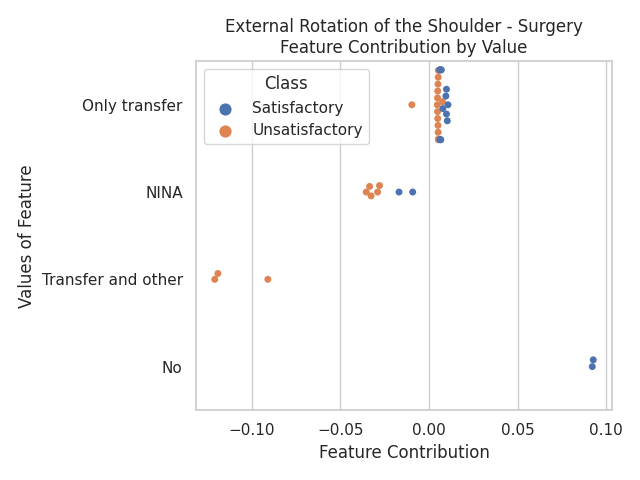 External Rotation of the Shoulder - Surgery
Feature Contribution by Value
Class
Satisfactory
Unsatisfactory
Values of Feature
Only transfer
NINA
Transfer and other
No
−0.10
−0.05
0.00
0.05
0.10
Feature Contribution